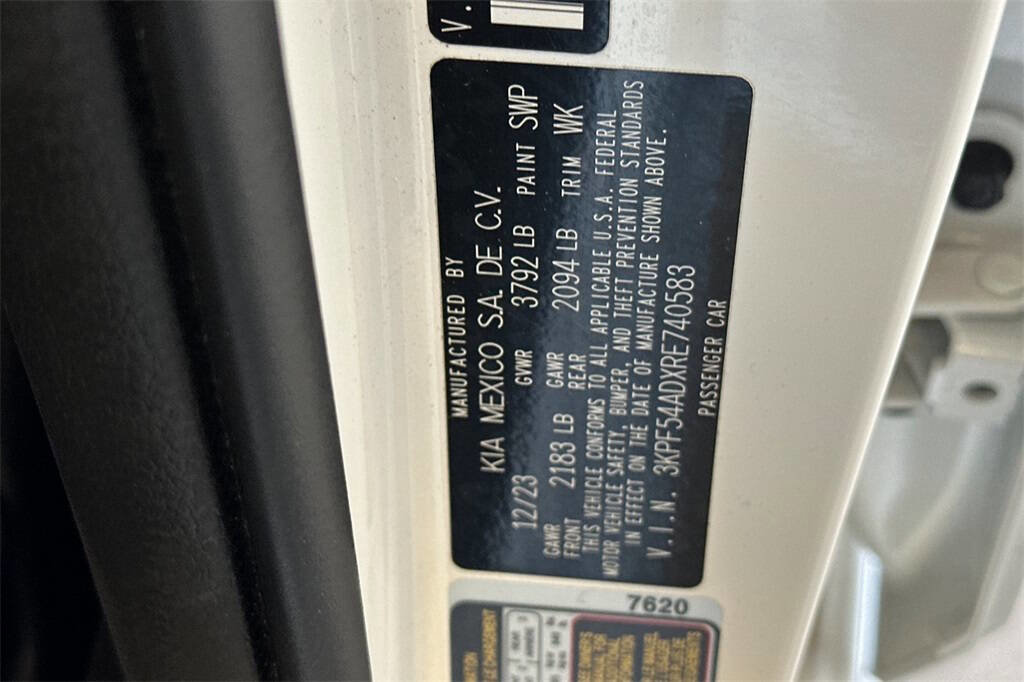 V.
MANUFACTURED BY
KIA MEXICO S.A. DE C.V.
12/23 GVWR 3792 LB PAINT SWP
GAWR FRONT 2183 LB GAWR REAR 2094 LB TRIM WK
THIS VEHICLE CONFORMS TO ALL APPLICABLE U.S.A. FEDERAL
MOTOR VEHICLE SAFETY, BUMPER, AND THEFT PREVENTION STANDARDS
IN EFFECT ON THE DATE OF MANUFACTURE SHOWN ABOVE.
V.I.N. 3KPF54ADXRE740583
PASSENGER CAR
7620